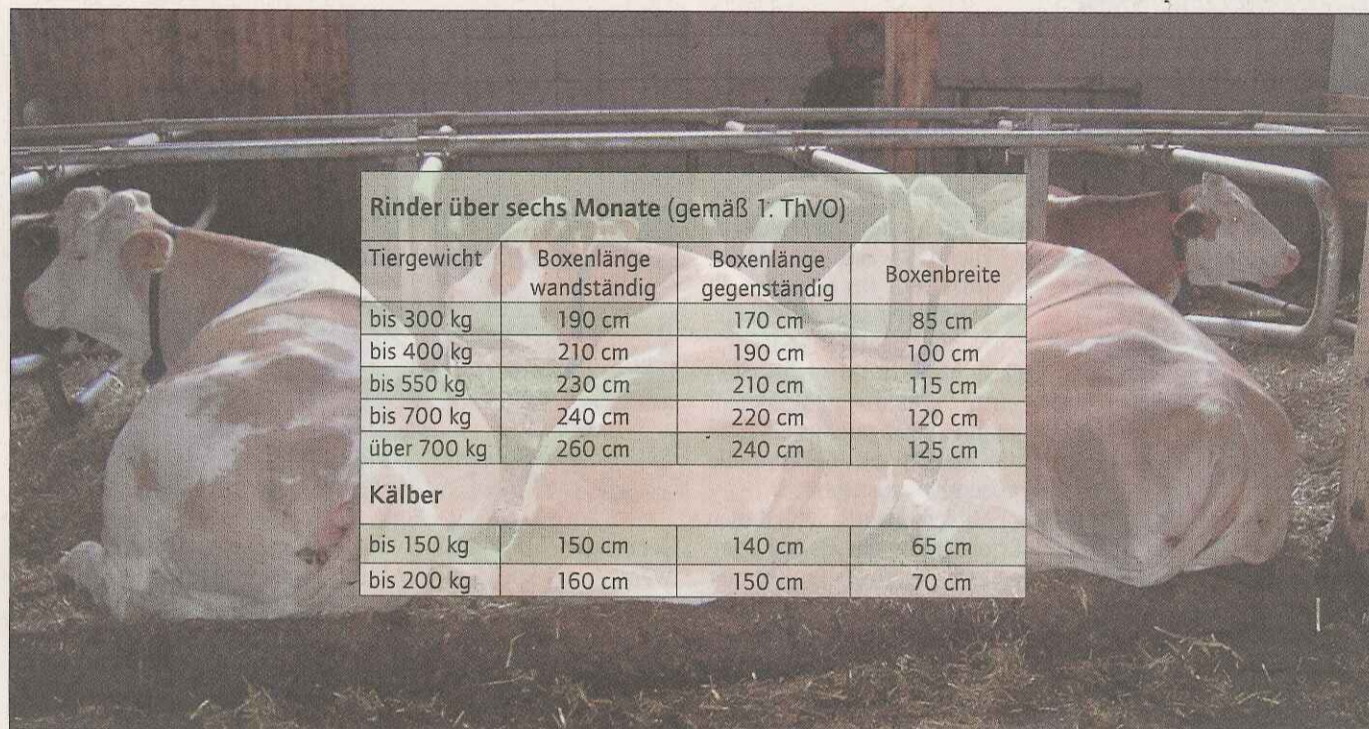 Rinder über sechs Monate (gemäß 1. ThVO)
Tiergewicht Boxenlänge wandständig Boxenlänge gegenständig Boxenbreite
bis 300 kg 190 cm 170 cm 85 cm
bis 400 kg 210 cm 190 cm 100 cm
bis 550 kg 230 cm 210 cm 115 cm
bis 700 kg 240 cm 220 cm 120 cm
über 700 kg 260 cm 240 cm 125 cm
Kälber
bis 150 kg 150 cm 140 cm 65 cm
bis 200 kg 160 cm 150 cm 70 cm